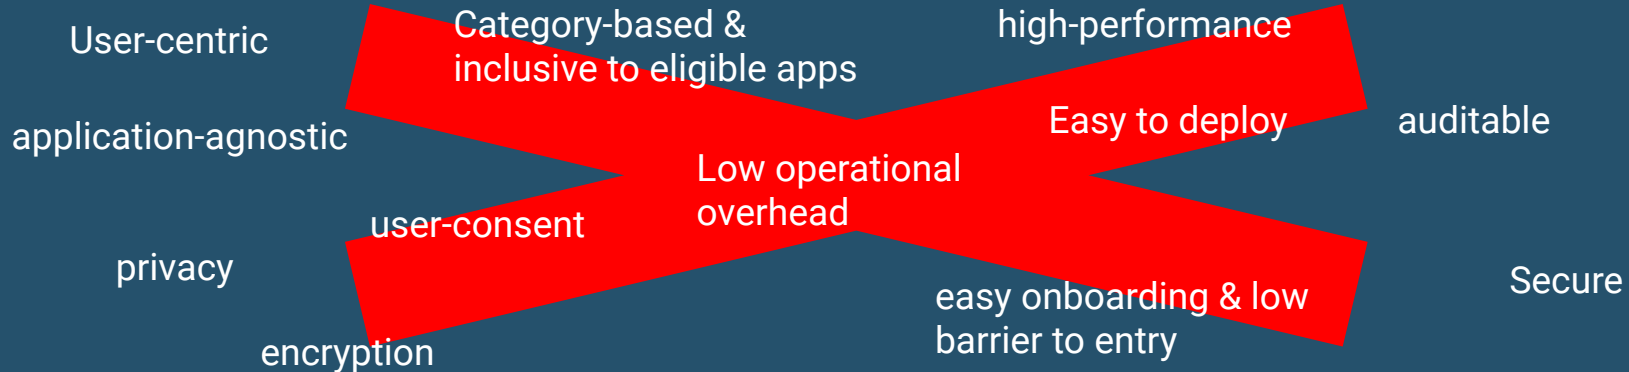 User-centric
Category-based &
inclusive to eligible apps
high-performance
application-agnostic
Easy to deploy
auditable
Low operational
overhead
user-consent
privacy
easy onboarding & low
barrier to entry
Secure
encryption